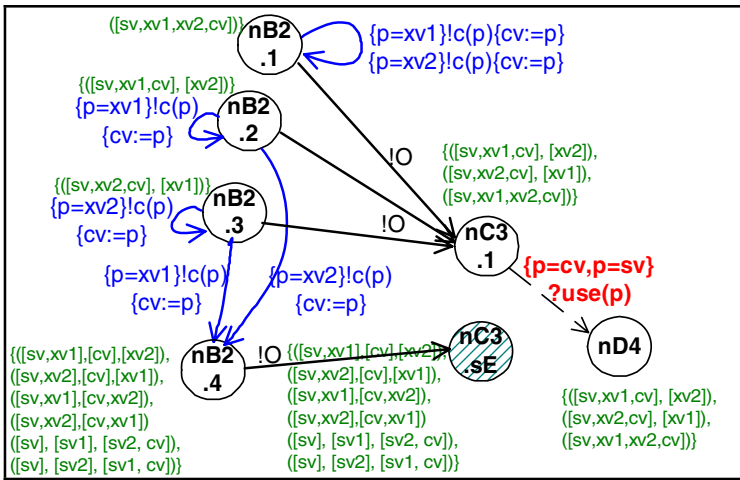 ([sv,xv1,xv2,cv])}
nB2
.1
{p=xv1}!c(p){cv:=p}
{p=xv2}!c(p){cv:=p}
{([sv,xv1,cv], [xv2])}
{p=xv1}!c(p)
{cv:=p}
nB2
.2
!O
{([sv,xv1,cv], [xv2]),
([sv,xv2,cv], [xv1]),
([sv,xv1,xv2,cv])}
{([sv,xv2,cv], [xv1])}
{p=xv2}!c(p)
{cv:=p}
nB2
.3
!O
nC3
.1
{p=xv1}!c(p)
{cv:=p}
{p=xv2}!c(p)
{cv:=p}
{p=cv,p=sv}
?use(p)
{([sv,xv1],[cv],[xv2]),
([sv,xv2],[cv],[xv1]),
([sv,xv1],[cv,xv2]),
([sv,xv2],[cv,xv1])
([sv], [sv1], [sv2, cv]),
([sv], [sv2], [sv1, cv])}
nB2
.4
!O
{([sv,xv1],[cv],[xv2]),
([sv,xv2],[cv],[xv1]),
([sv,xv1],[cv,xv2]),
([sv,xv2],[cv,xv1])
([sv], [sv1], [sv2, cv]),
([sv], [sv2], [sv1, cv])}
nC3
.sE
nD4
{([sv,xv1,cv], [xv2]),
([sv,xv2,cv], [xv1]),
([sv,xv1,xv2,cv])}